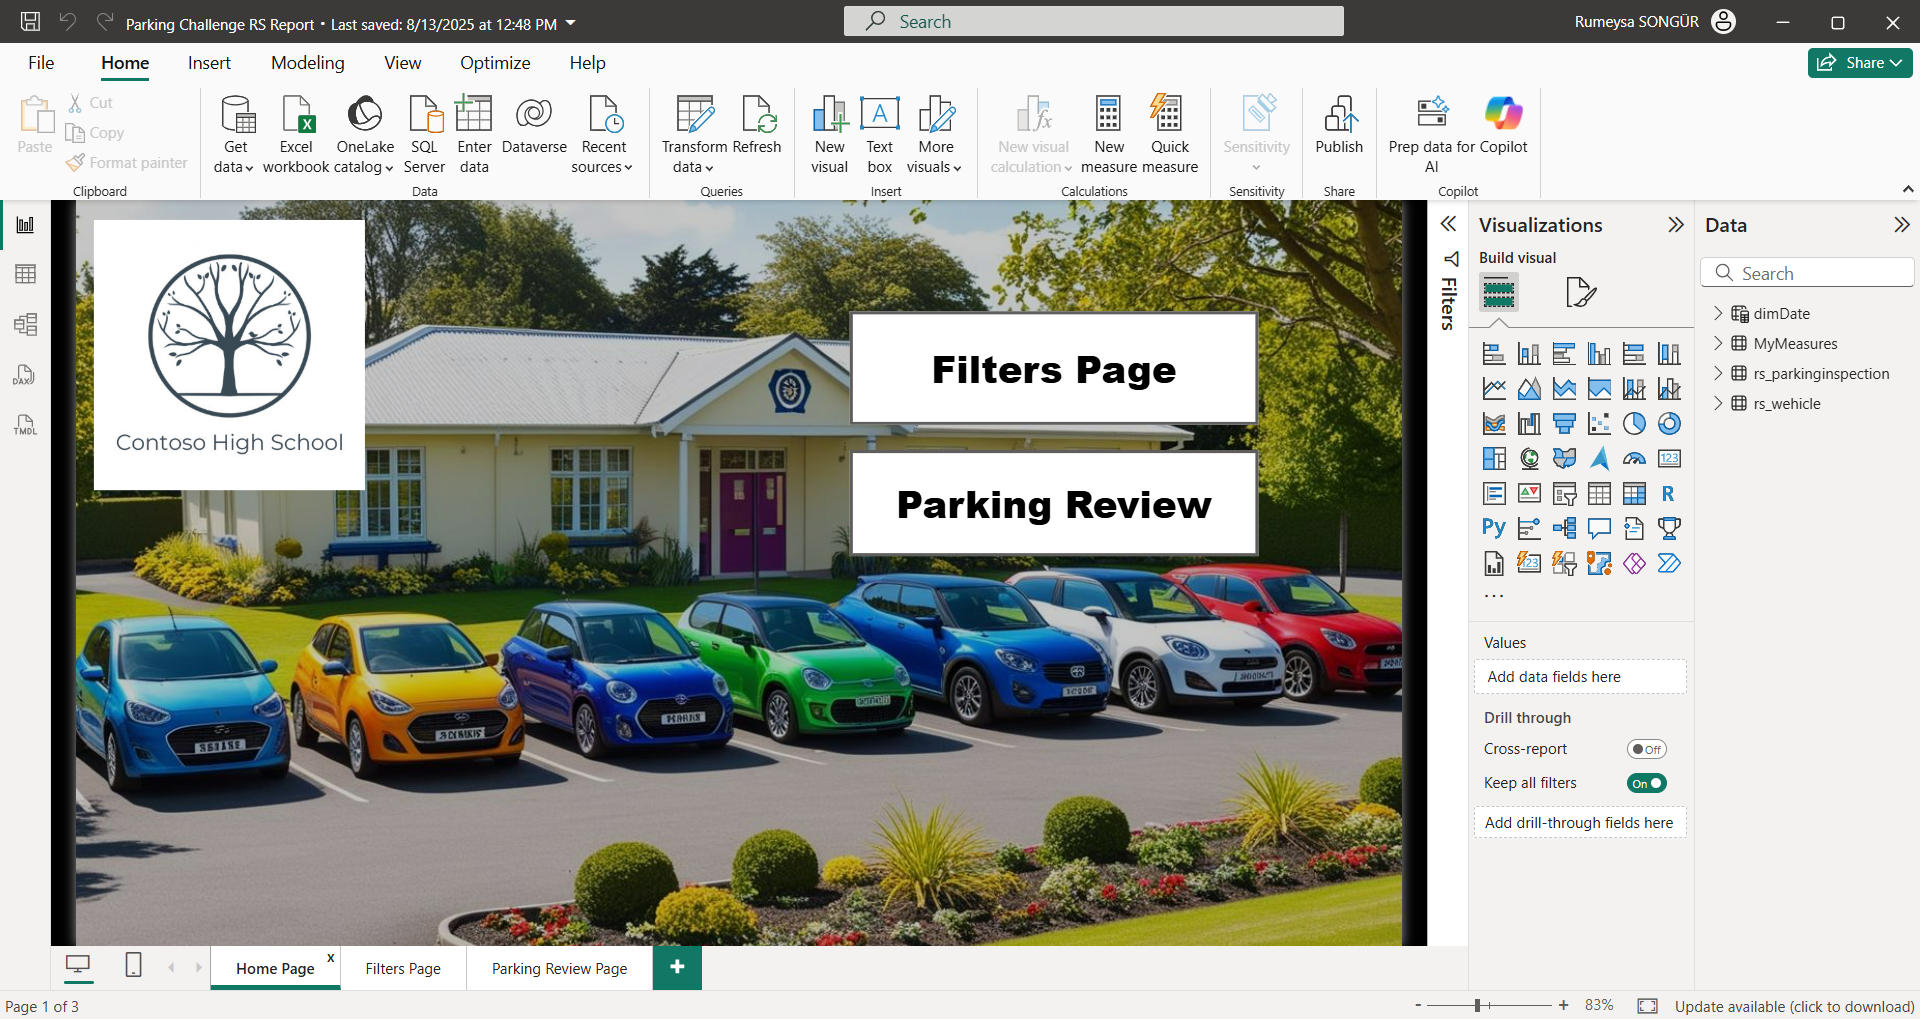 Parking Challenge RS Report • Last saved: 8/13/2025 at 12:48 PM
Search
Rumeysa SONGÜR
File
Home
Insert
Modeling
View
Optimize
Help
Share
Paste
Cut
Copy
Format painter
Clipboard
Get data
Excel workbook
OneLake catalog
SQL Server
Enter data
Dataverse
Recent sources
Data
Transform data
Refresh
Queries
New visual
Text box
More visuals
Insert
New visual calculation
New measure
Quick measure
Calculations
Sensitivity
Sensitivity
Publish
Share
Prep data for AI
Copilot
Copilot
DAX
TMDL
Contoso High School
Filters Page
Parking Review
Filters
Visualizations
Build visual
123
R
Py
123
...
Values
Add data fields here
Drill through
Cross-report
Off
Keep all filters
On
Add drill-through fields here
Data
Search
dimDate
MyMeasures
rs_parkinginspection
rs_wehicle
Home Page
x
Filters Page
Parking Review Page
+
Page 1 of 3
- + 83%
Update available (click to download)